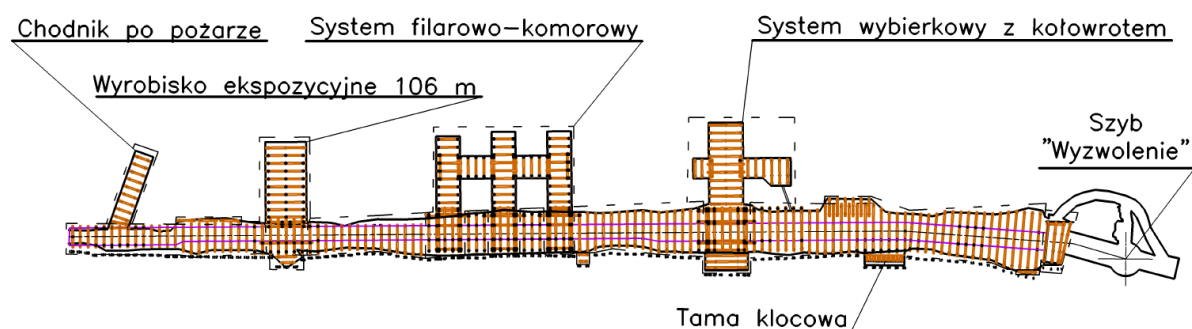 Chodnik po pożarze
System filarowo-komorowy
System wybierkowy z kołowrotem
Wyrobisko ekspozycyjne 106 m
Szyb
"Wyzwolenie"
Tama klocowa